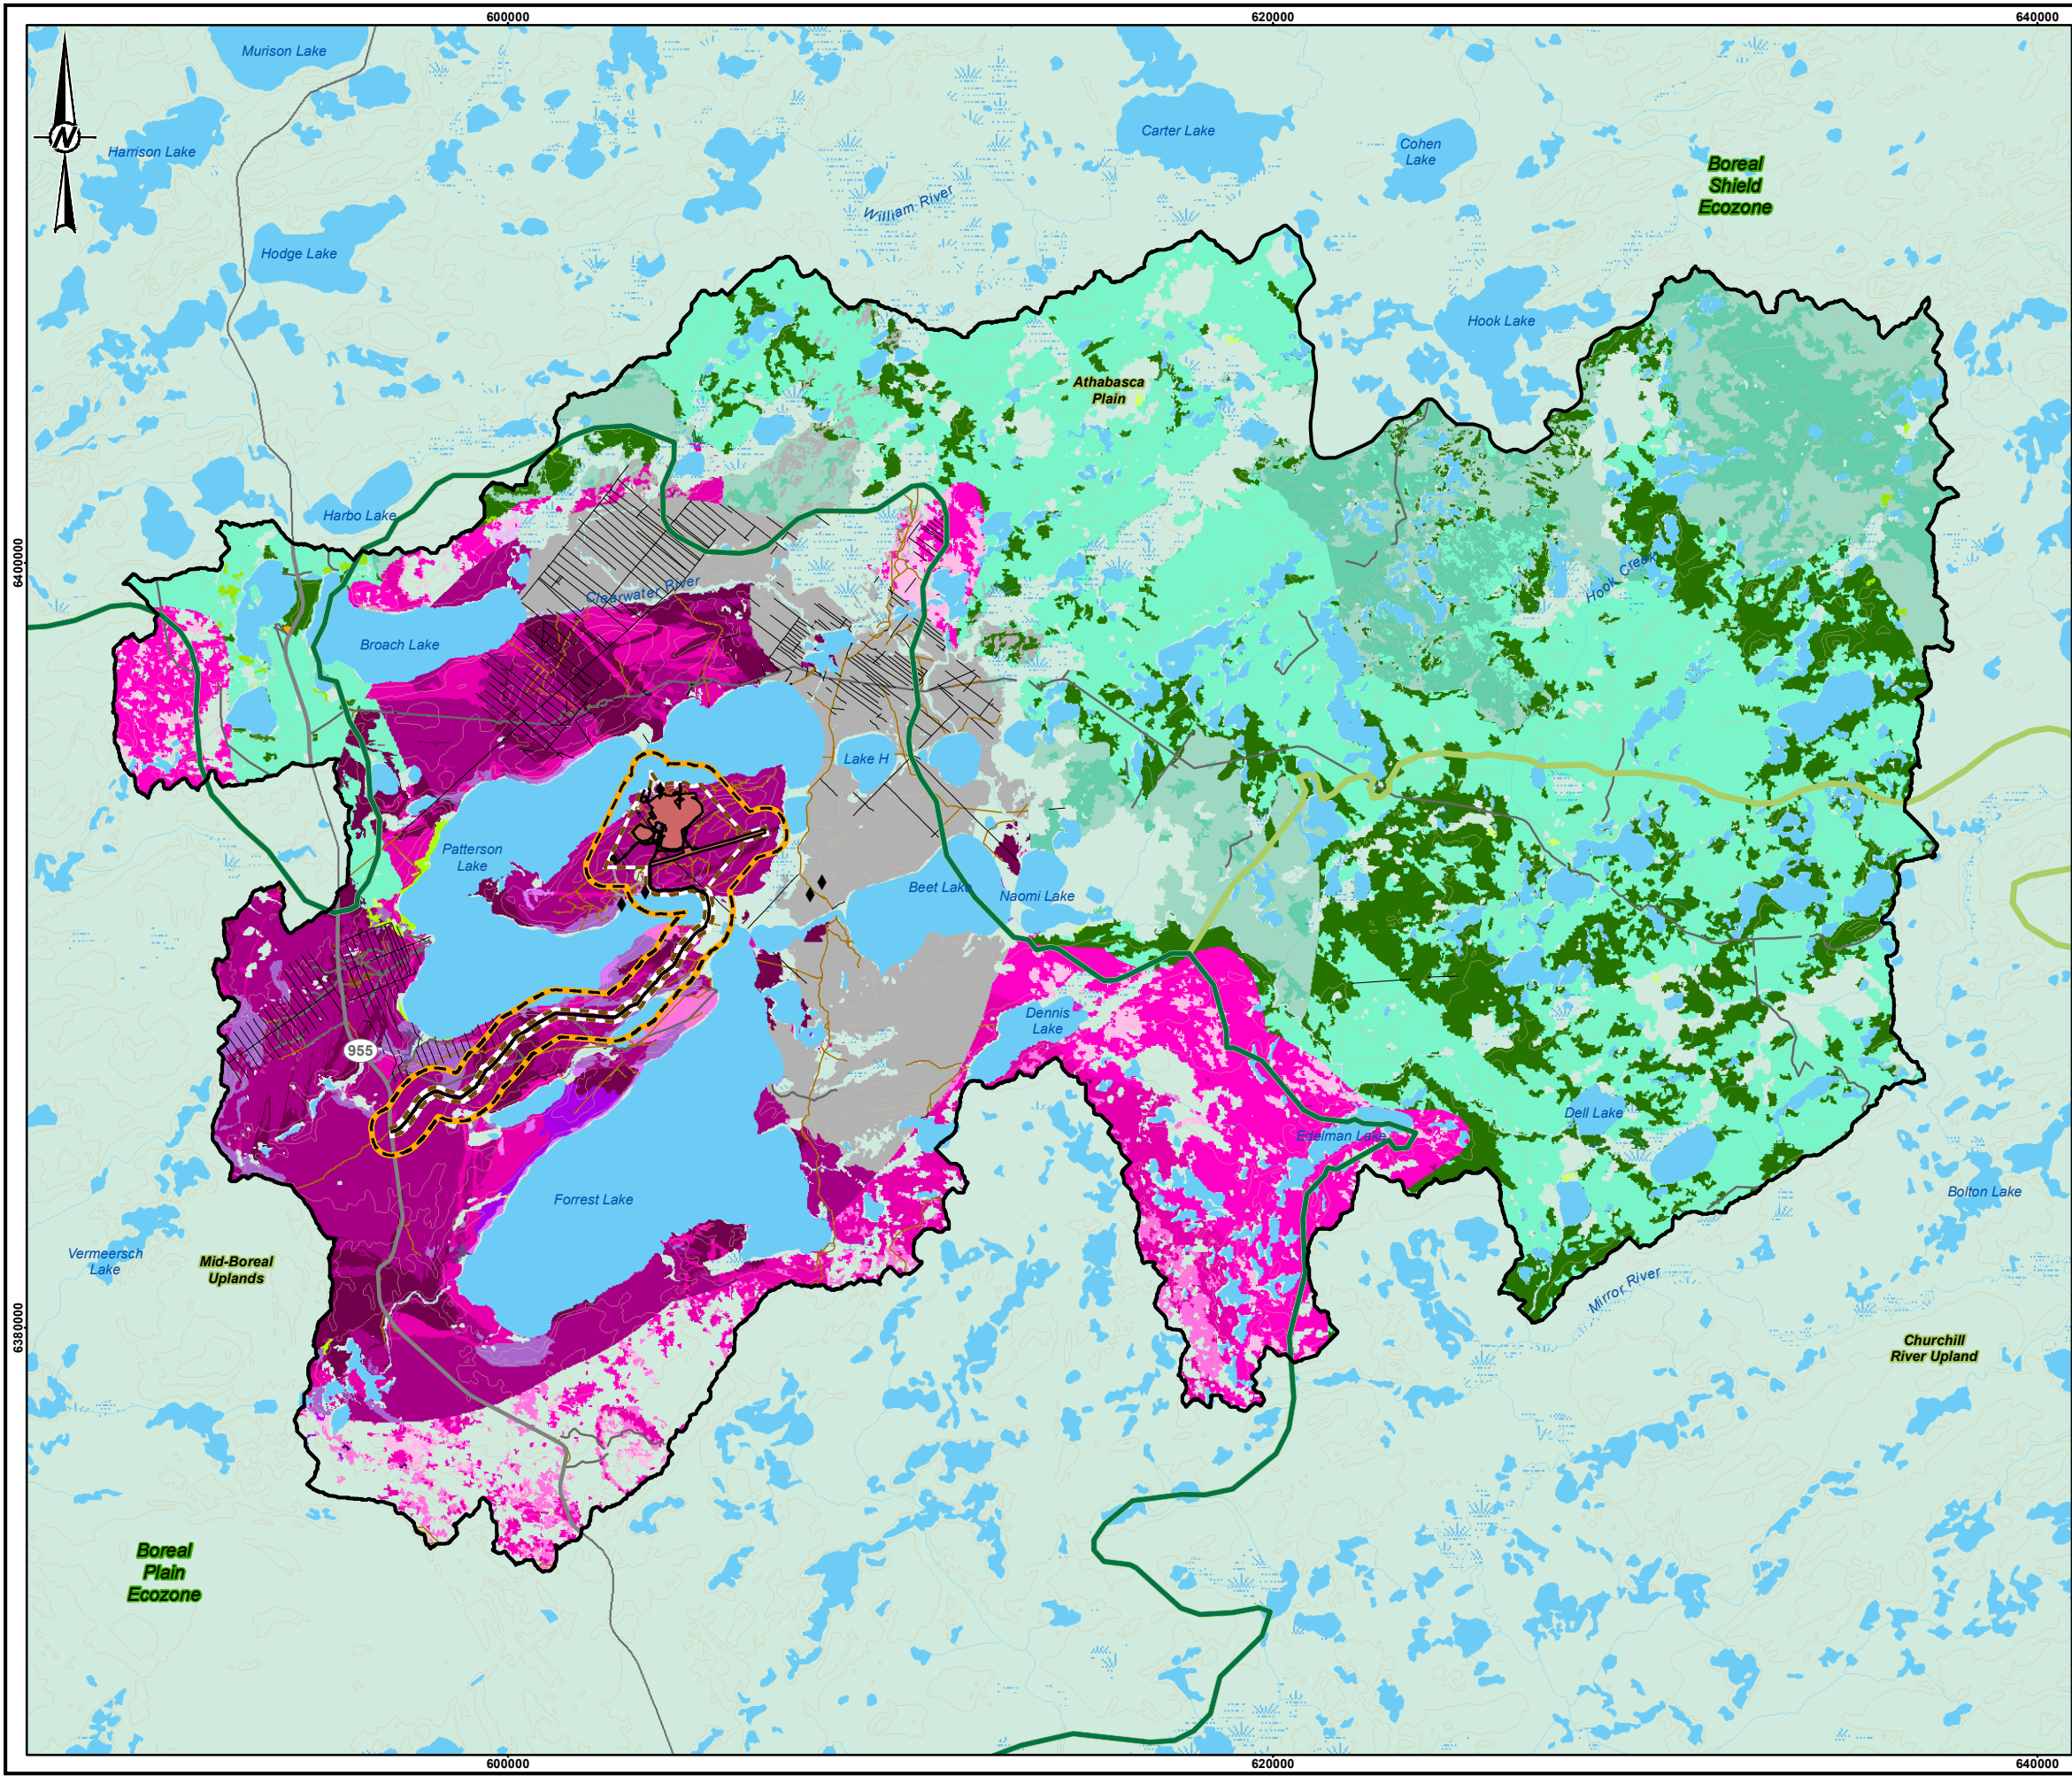 600000
620000
640000
Murison Lake
N
Harrison Lake
Carter Lake
Cohen
Lake
Boreal
Shield
Ecozone
William River
Hodge Lake
Hook Lake
Athabasca
Plain
Harbo Lake
6400000
Hook Creek
Clearwater River
Broach Lake
Lake H
Patterson
Lake
Beet Lake
Naomi Lake
Dennis
Lake
955
Dell Lake
Edelman Lake
Bolton Lake
Forrest Lake
Vermeersch
Lake
Mid-Boreal
Uplands
Mirror River
6380000
Churchill
River Upland
Boreal
Plain
Ecozone
600000
620000
640000